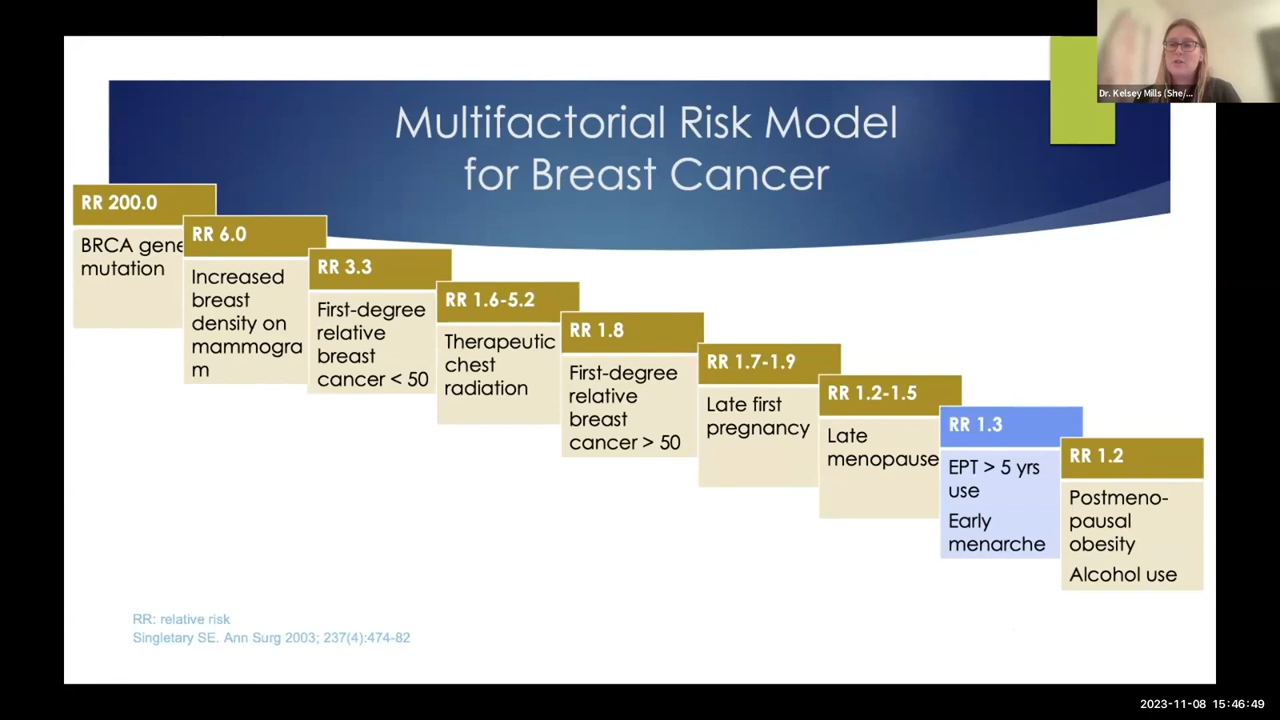 Dr. Kelsey Mills (She/...
Multifactorial Risk Model
for Breast Cancer
RR 200.0
BRCA gene
mutation
RR 6.0
Increased
breast
density on
mammogra
m
RR 3.3
First-degree
relative
breast
cancer < 50
RR 1.6-5.2
Therapeutic
chest
radiation
RR 1.8
First-degree
relative
breast
cancer > 50
RR 1.7-1.9
Late first
pregnancy
RR 1.2-1.5
Late
menopause
RR 1.3
EPT > 5 yrs
use
Early
menarche
RR 1.2
Postmeno-
pausal
obesity
Alcohol use
RR: relative risk
Singletary SE. Ann Surg 2003; 237(4):474-82
2023-11-08 15:46:49